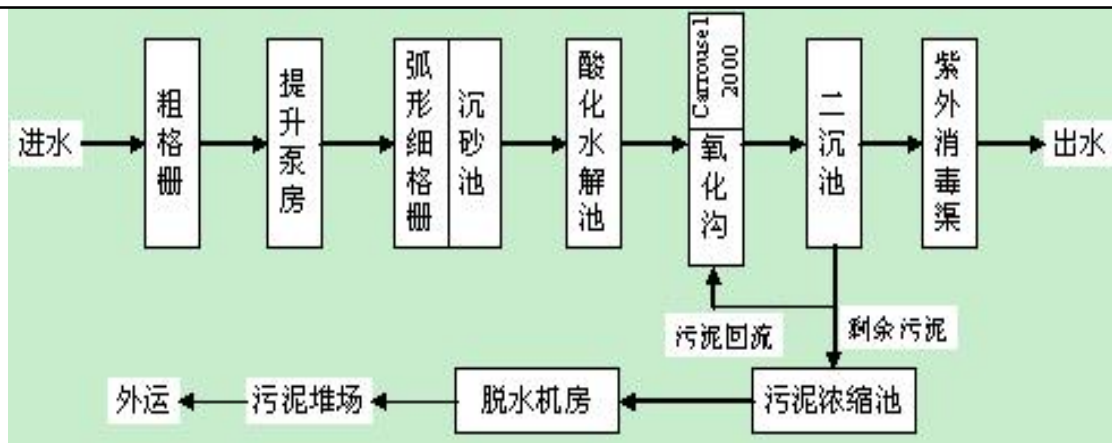 进水
粗格栅
提升泵房
弧形细格栅
沉砂池
酸化水解池
Carrousel
2000
氧化沟
二沉池
紫外消毒渠
出水
污泥回流
剩余污泥
外运
污泥堆场
脱水机房
污泥浓缩池